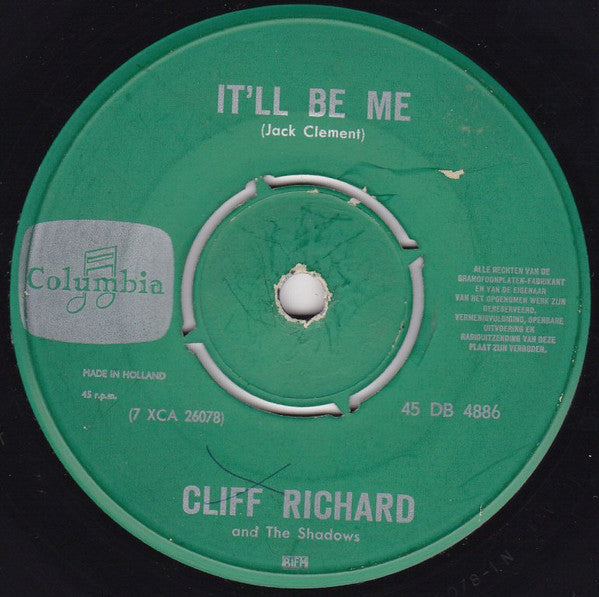 IT'LL BE ME
(Jack Clement)
Columbia
ALLE RECHTEN VAN DE
GRAMOFOONPLATEN-FABRIKANT
EN VAN DE EIGENAAR
VAN HET OPGENOMEN WERK ZIJN
GERESERVEERD.
VERMENIGVULDIGING, OPENBARE
UITVOERING EN
RADIOUITZENDING VAN DEZE
PLAAT ZIJN VERBODEN.
MADE IN HOLLAND
45 r.p.m.
(7 XCA 26078)
45 DB 4886
CLIFF RICHARD
and The Shadows
BIEM